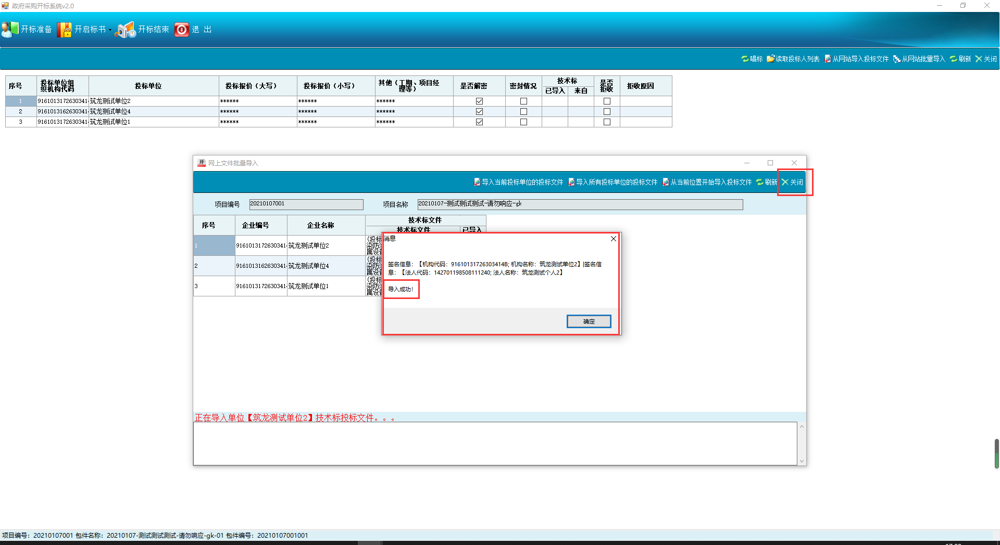 政府采购开标系统v2.0
开标准备 开启标书 开标结束 退 出
唱标 读取投标人列表 从网站导入投标文件 从网站批量导入 刷新 关闭
序号 投标单位组织机构代码 投标单位 投标报价（大写） 投标报价（小写） 其他（工期、项目经理等） 是否解密 密封情况 技术标 是否拒收 拒收原因
已导入 来自
1 9161013172630341 筑龙测试单位2 ****** ****** ******
2 9161013162630341 筑龙测试单位4 ****** ****** ******
3 9161013172630341 筑龙测试单位1 ****** ****** ******
网上文件批量导入
导入当前投标单位的投标文件 导入所有投标单位的投标文件 从当前位置开始导入投标文件 刷新 关闭
项目编号 20210107001 项目名称 20210107-测试测试测试-请勿响应-gk
序号 企业编号 企业名称 技术标文件
技术标文件 已导入
1 9161013172630341 筑龙测试单位2 (投标
染防
属设
2 9161013162630341 筑龙测试单位4 (投标
染防
属设
3 9161013172630341 筑龙测试单位1 (投标
染防
属设
消息
签名信息：【机构代码：91610131726303414B; 机构名称：筑龙测试单位2】|签名信
息：【法人代码：142701198508111240; 法人名称：筑龙测试个人2】
导入成功！
确定
正在导入单位【筑龙测试单位2】技术标投标文件。。。
项目编号：20210107001 包件名称：20210107-测试测试测试-请勿响应-gk-01 包件编号：20210107001001